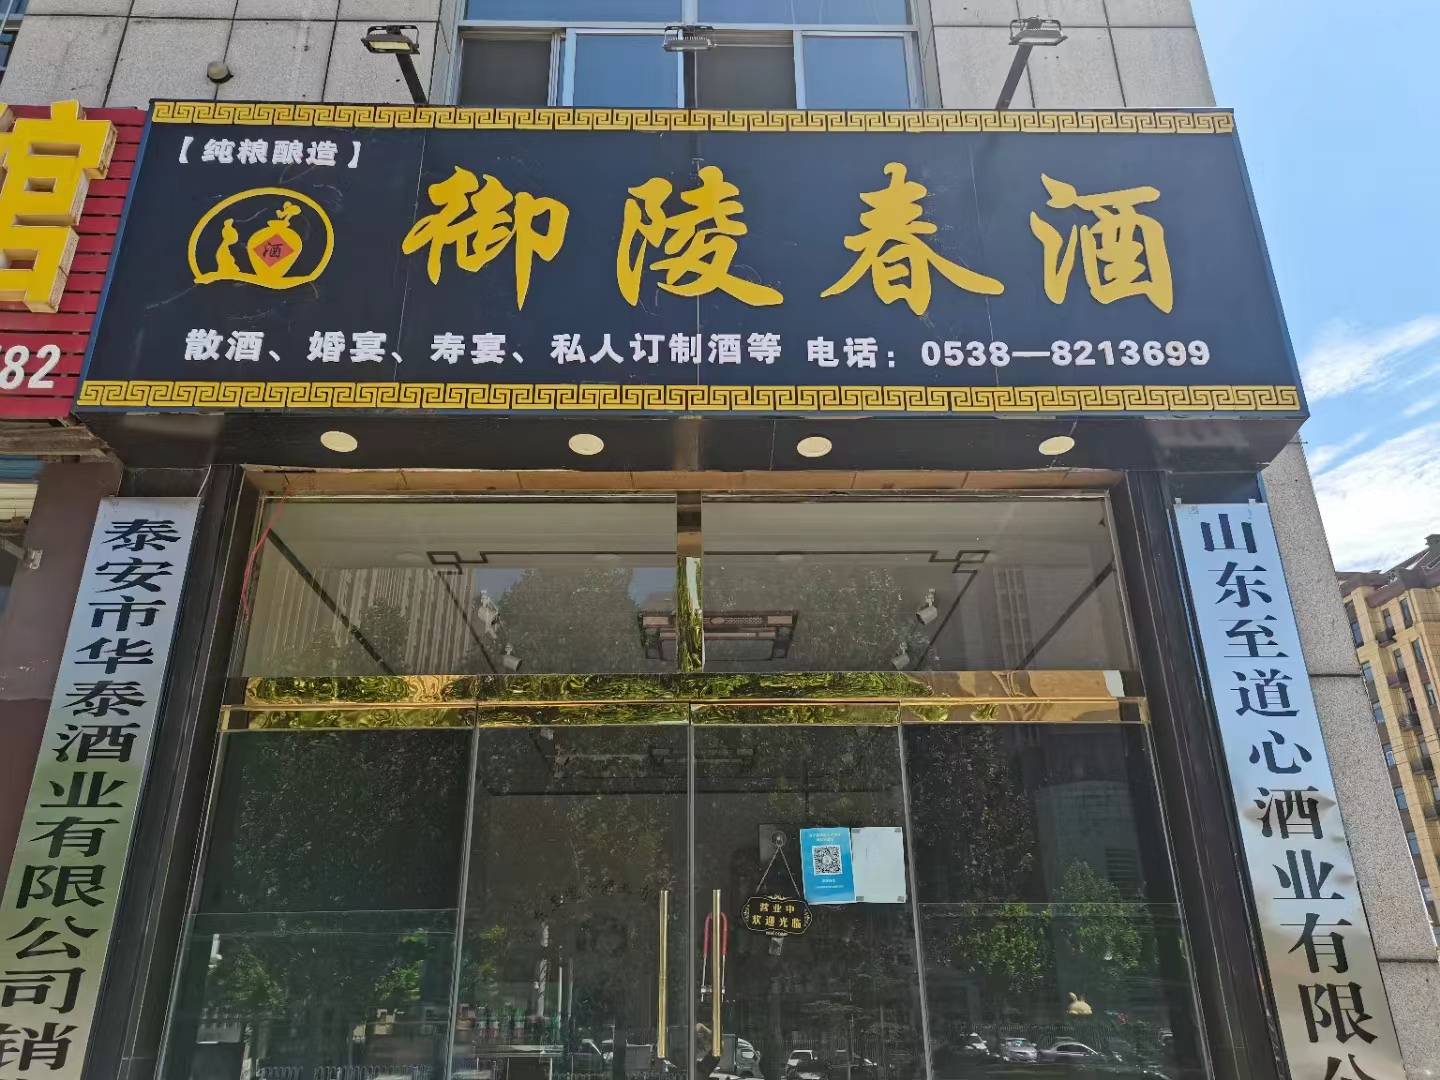 【纯粮酿造】
酒
御陵春酒
散酒、婚宴、寿宴、私人订制酒等 电话：0538—8213699
馆
782
泰安市华泰酒业有限公司销
山东至道心酒业有限公
营业中
欢迎光临